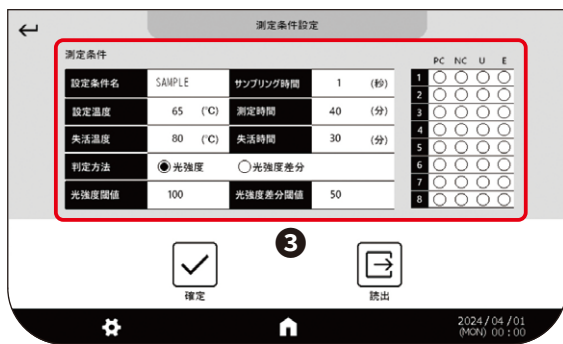 測定条件設定
測定条件
PC NC U E
設定条件名 SAMPLE サンプリング時間 1 (秒)
設定温度 65 (℃) 測定時間 40 (分)
失活温度 80 (℃) 失活時間 30 (分)
判定方法 光強度 光強度差分
光強度閾値 100 光強度差分閾値 50
1
2
3
4
5
6
7
8
3
確定 読出
2024/04/01
(MON) 00:00